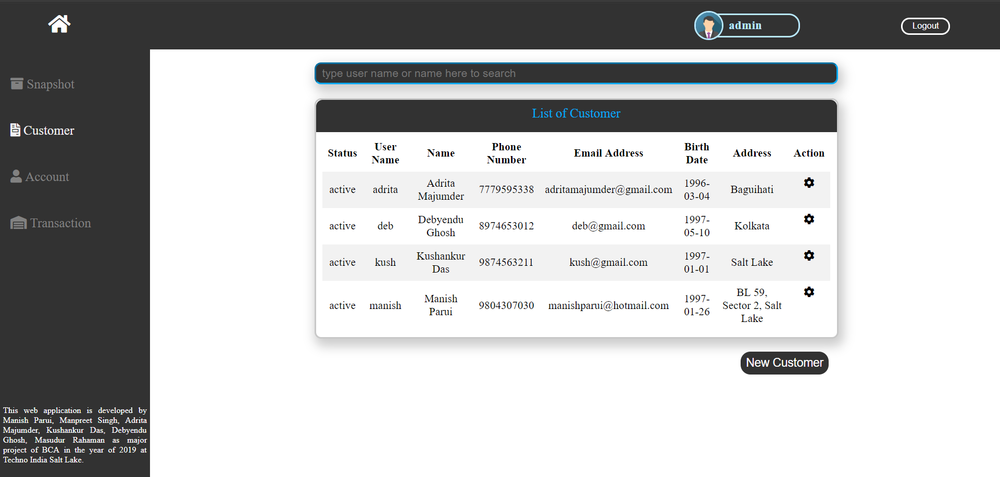 admin
Logout
Snapshot
Customer
Account
Transaction
type user name or name here to search
List of Customer
Status User Name Name Phone Number Email Address Birth Date Address Action
active adrita Adrita Majumder 7779595338 adritamajumder@gmail.com 1996-03-04 Baguihati
active deb Debyendu Ghosh 8974653012 deb@gmail.com 1997-05-10 Kolkata
active kush Kushankur Das 9874563211 kush@gmail.com 1997-01-01 Salt Lake
active manish Manish Parui 9804307030 manishparui@hotmail.com 1997-01-26 BL 59, Sector 2, Salt Lake
New Customer
This web application is developed by
Manish Parui, Manpreet Singh, Adrita
Majumder, Kushankur Das, Debyendu
Ghosh, Masudur Rahaman as major
project of BCA in the year of 2019 at
Techno India Salt Lake.